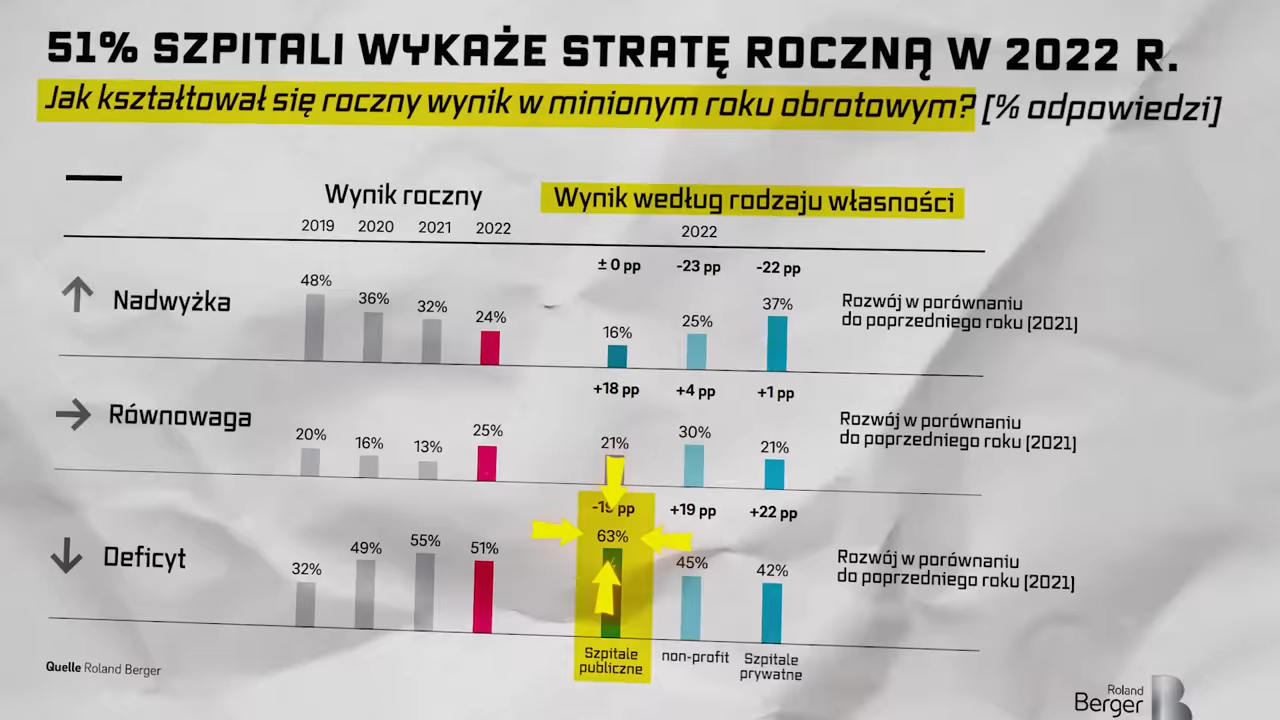 51% SZPITALI WYKAŻE STRATĘ ROCZNĄ W 2022 R.
Jak kształtował się roczny wynik w minionym roku obrotowym? [% odpowiedzi]
Wynik roczny
Wynik według rodzaju własności
2019 2020 2021 2022
2022
± 0 pp -23 pp -22 pp
Nadwyżka
48% 36% 32% 24%
16% 25% 37%
Rozwój w porównaniu
do poprzedniego roku [2021]
+18 pp +4 pp +1 pp
Równowaga
20% 16% 13% 25%
21% 30% 21%
Rozwój w porównaniu
do poprzedniego roku [2021]
pp +19 pp +22 pp
Deficyt
32% 49% 55% 51%
63% 45% 42%
Rozwój w porównaniu
do poprzedniego roku [2021]
Szpitale
publiczne
non-profit
Szpitale
prywatne
Quelle Roland Berger
Roland
Berger
B